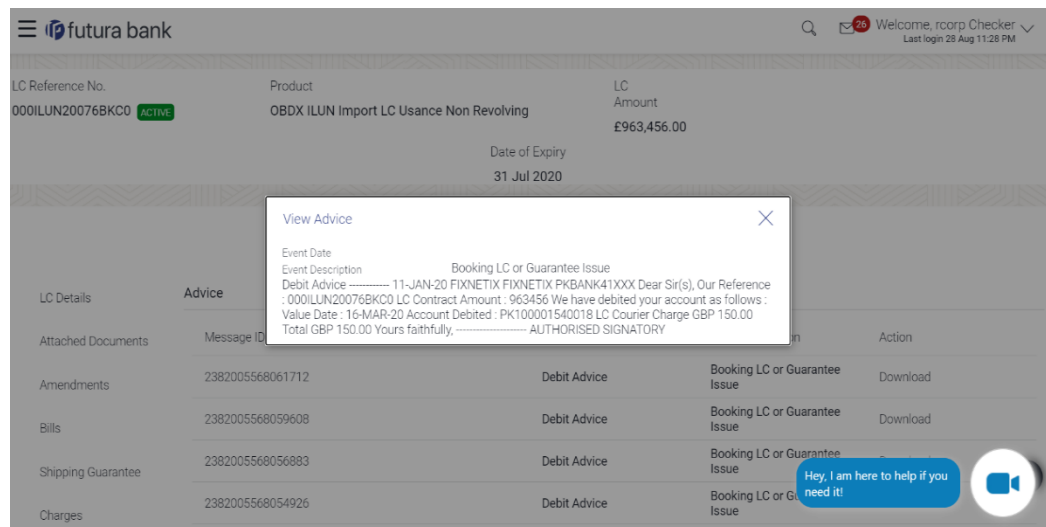 futura bank
26
Welcome, rcorp Checker
Last login 28 Aug 11:28 PM
LC Reference No.
000ILUN20076BKC0 ACTIVE
Product
OBDX ILUN Import LC Usance Non Revolving
LC
Amount
£963,456.00
Date of Expiry
31 Jul 2020
View Advice
Event Date
Event Description Booking LC or Guarantee Issue
Debit Advice ------------ 11-JAN-20 FIXNETIX FIXNETIX PKBANK41XXX Dear Sir(s), Our Reference
: 000ILUN20076BKC0 LC Contract Amount : 963456 We have debited your account as follows :
Value Date : 16-MAR-20 Account Debited : PK100001540018 LC Courier Charge GBP 150.00
Total GBP 150.00 Yours faithfully, --------------------- AUTHORISED SIGNATORY
LC Details
Attached Documents
Amendments
Bills
Shipping Guarantee
Charges
Advice
Message ID Action
2382005568061712 Debit Advice Booking LC or Guarantee
Issue Download
2382005568059608 Debit Advice Booking LC or Guarantee
Issue Download
2382005568056883 Debit Advice Booking LC or Guarantee
Issue
2382005568054926 Debit Advice Booking LC or
Issue
Hey, I am here to help if you
need it!